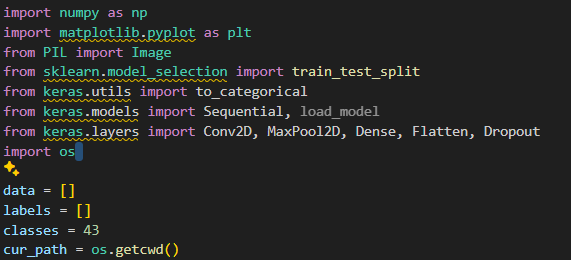 import numpy as np
import matplotlib.pyplot as plt
from PIL import Image
from sklearn.model_selection import train_test_split
from keras.utils import to_categorical
from keras.models import Sequential, load_model
from keras.layers import Conv2D, MaxPool2D, Dense, Flatten, Dropout
import os
data = []
labels = []
classes = 43
cur_path = os.getcwd()